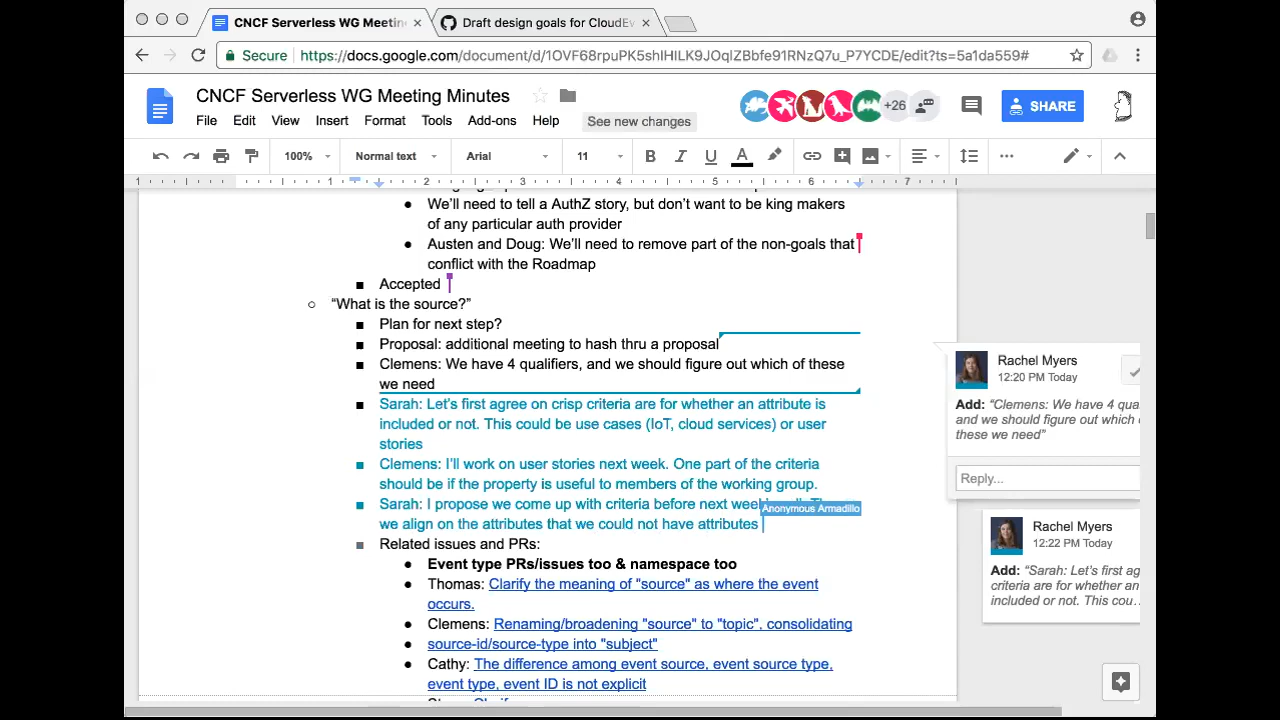 CNCF Serverless WG Meetin
Draft design goals for CloudEv
Secure
https://docs.google.com/document/d/1OVF68rpuPK5shlHILK9JOqlZBbfe91RNzQ7u_P7YCDE/edit?ts=5a1da559#
CNCF Serverless WG Meeting Minutes
+26
SHARE
File Edit View Insert Format Tools Add-ons Help See new changes
100% Normal text Arial 11 B I U A
1 1 2 3 4 5 6 7
We’ll need to tell a AuthZ story, but don’t want to be king makers
of any particular auth provider
Austen and Doug: We’ll need to remove part of the non-goals that
conflict with the Roadmap
Accepted
“What is the source?”
Plan for next step?
Proposal: additional meeting to hash thru a proposal
Clemens: We have 4 qualifiers, and we should figure out which of these
we need
Sarah: Let’s first agree on crisp criteria are for whether an attribute is
included or not. This could be use cases (IoT, cloud services) or user
stories
Clemens: I’ll work on user stories next week. One part of the criteria
should be if the property is useful to members of the working group.
Sarah: I propose we come up with criteria before next wee
Anonymous Armadillo
we align on the attributes that we could not have attributes
Related issues and PRs:
Event type PRs/issues too & namespace too
Thomas: Clarify the meaning of "source" as where the event
occurs.
Clemens: Renaming/broadening "source" to "topic", consolidating
source-id/source-type into "subject"
Cathy: The difference among event source, event source type,
event type, event ID is not explicit
Rachel Myers
12:20 PM Today
Add: “Clemens: We have 4 qua
and we should figure out which
these we need”
Reply...
Rachel Myers
12:22 PM Today
Add: “Sarah: Let’s first ag
criteria are for whether an
included or not. This cou…